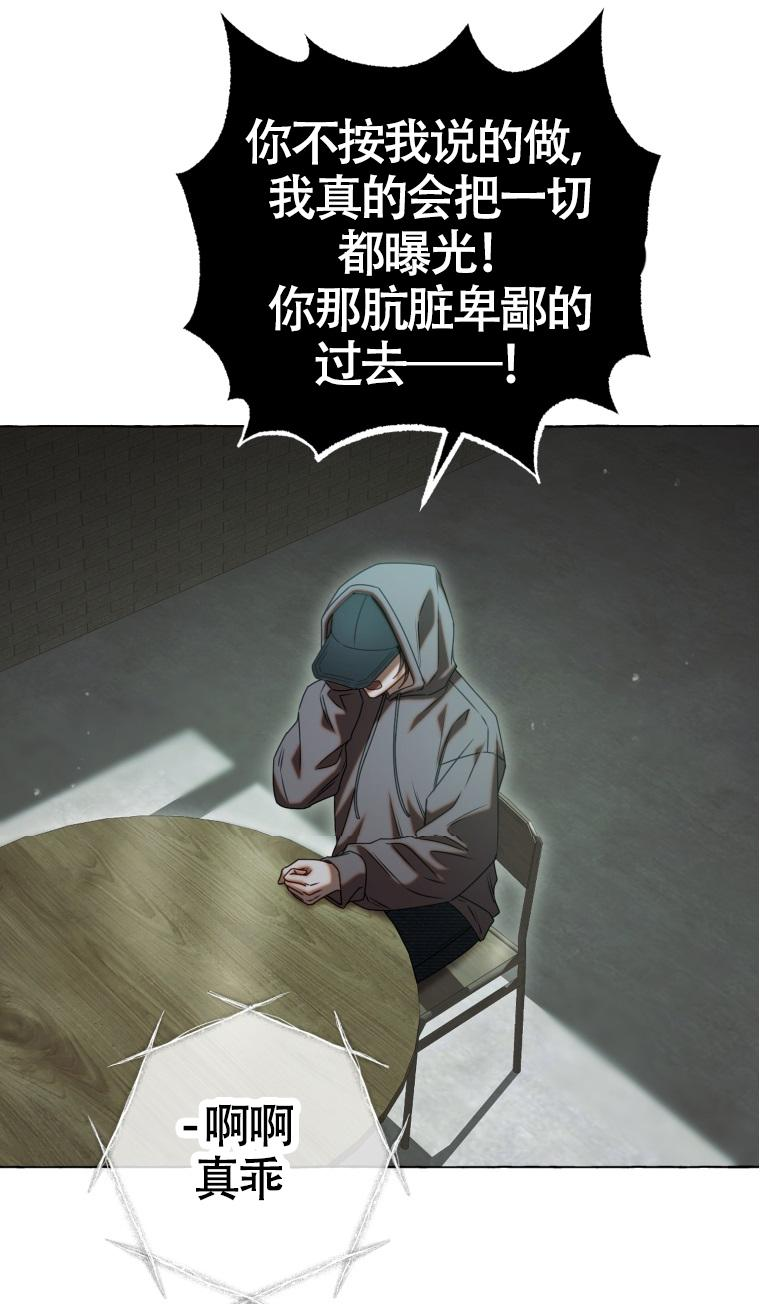 你不按我说的做,
我真的会把一切
都曝光!
你那肮脏卑鄙的
过去——!
-啊啊
真乖